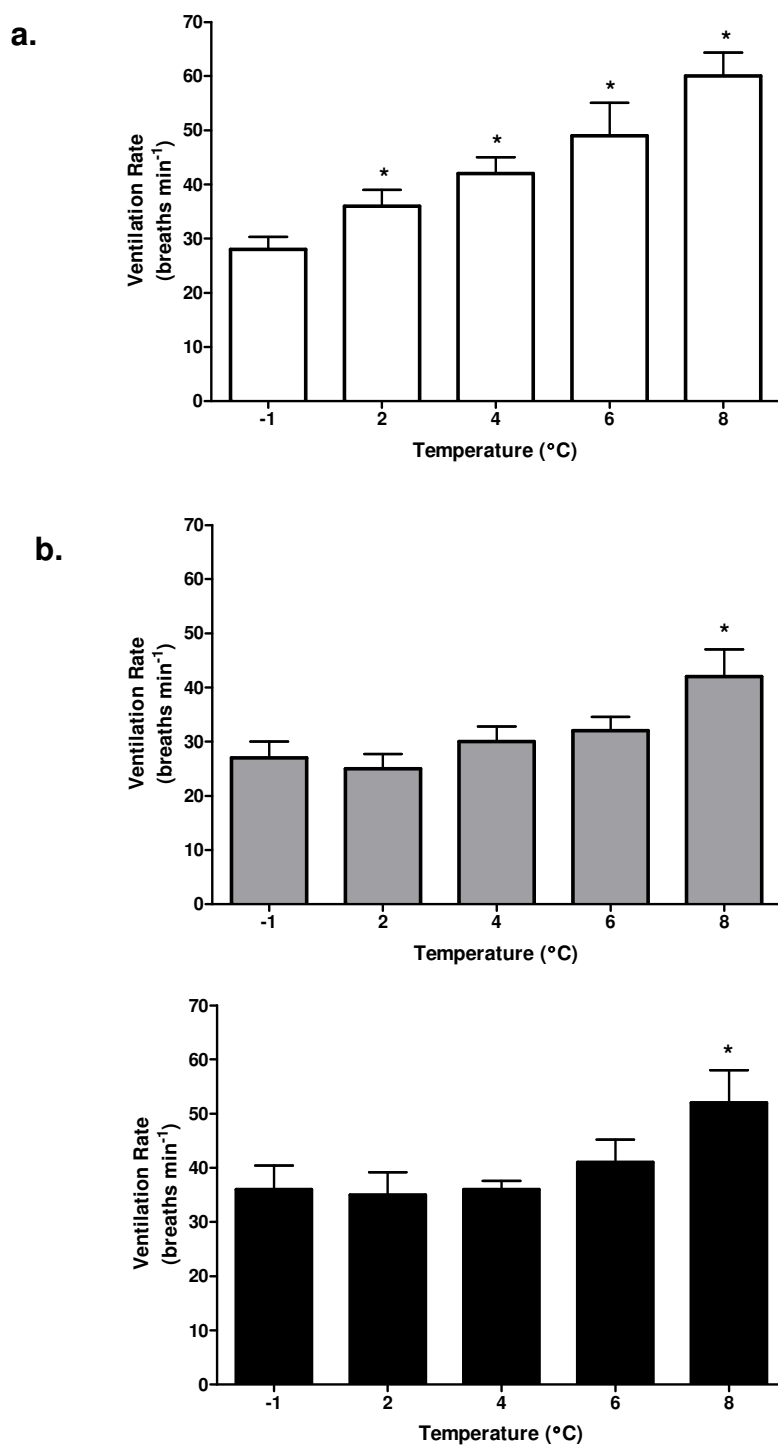 a.
70
60
50
40
30
20
10
0
Ventilation Rate
(breaths min⁻¹)
*
*
*
*
-1 2 4 6 8
Temperature (°C)
b.
70
60
50
40
30
20
10
0
Ventilation Rate
(breaths min⁻¹)
*
-1 2 4 6 8
Temperature (°C)
70
60
50
40
30
20
10
0
Ventilation Rate
(breaths min⁻¹)
*
-1 2 4 6 8
Temperature (°C)